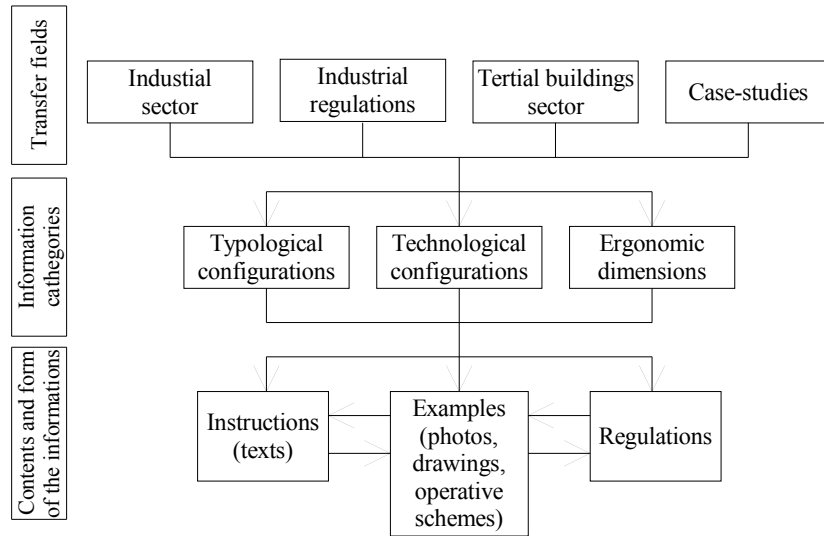 Transfer fields
Industial
sector
Industrial
regulations
Tertial buildings
sector
Case-studies
Information
cathegories
Typological
configurations
Technological
configurations
Ergonomic
dimensions
Contents and form
of the informations
Instructions
(texts)
Examples
(photos,
drawings,
operative
schemes)
Regulations